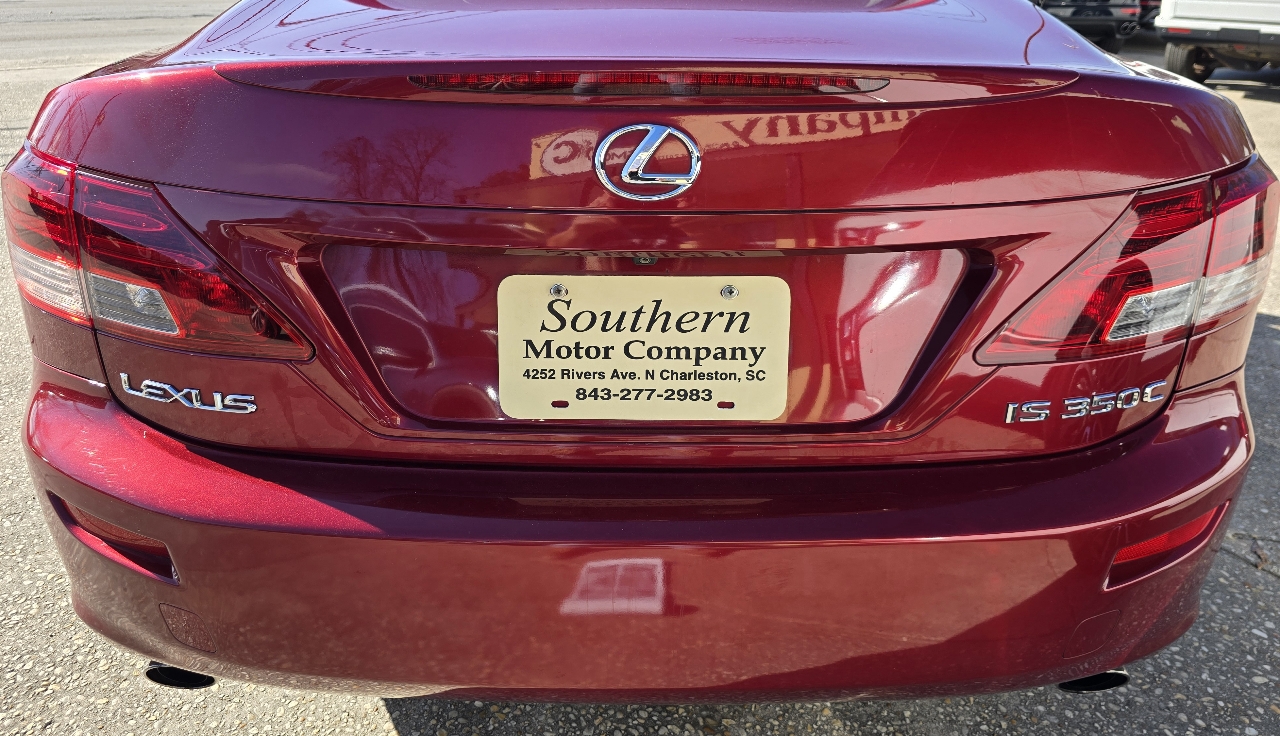 Southern
Motor Company
4252 Rivers Ave. N Charleston, SC
843-277-2983
LEXUS
IS 350C